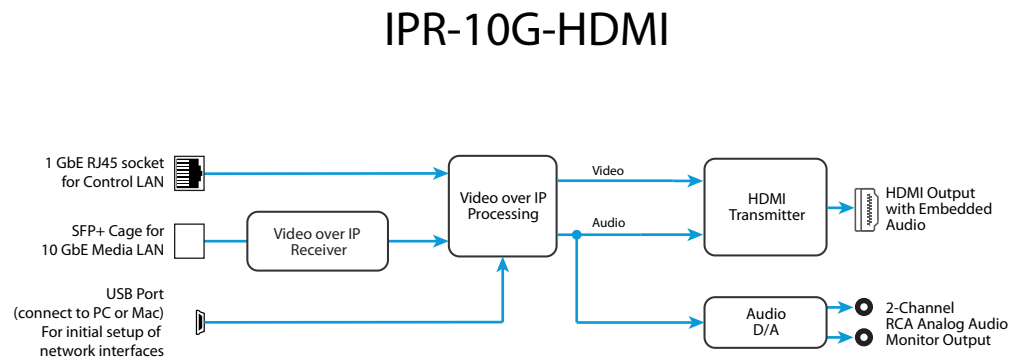 IPR-10G-HDMI
1 GbE RJ45 socket
for Control LAN
SFP+ Cage for
10 GbE Media LAN
USB Port
(connect to PC or Mac)
For initial setup of
network interfaces
Video over IP
Receiver
Video over IP
Processing
Video
Audio
HDMI
Transmitter
HDMI Output
with Embedded
Audio
Audio
D/A
2-Channel
RCA Analog Audio
Monitor Output